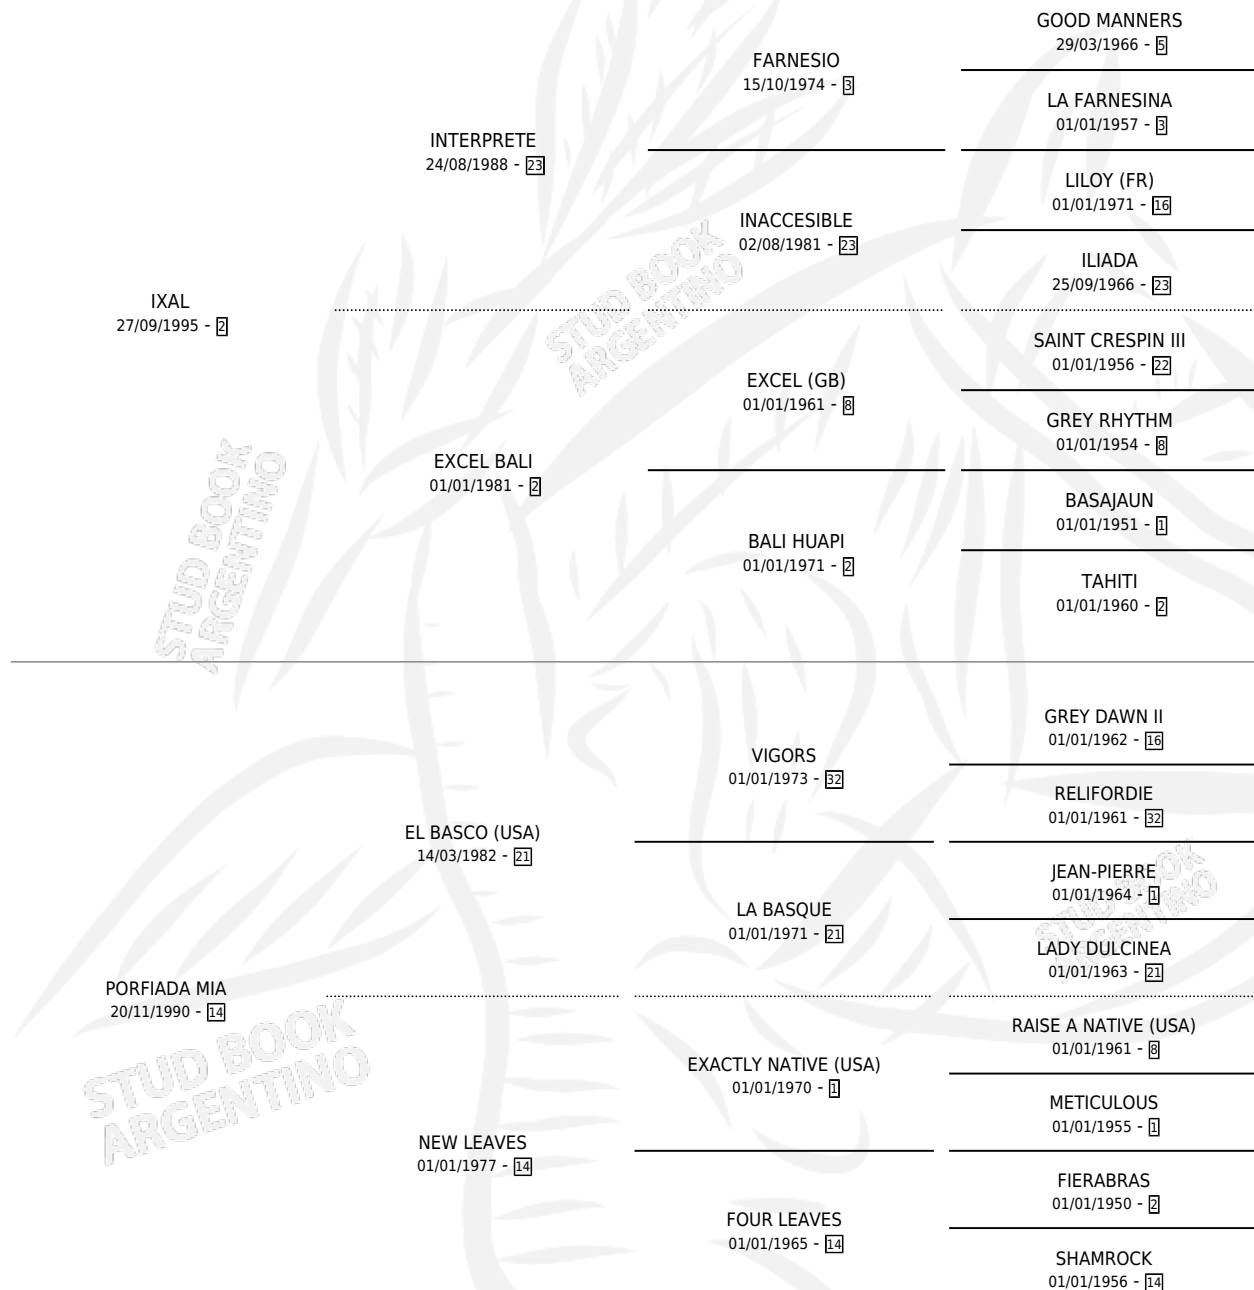 GOOD MANNERS
29/03/1966 - 5
FARNESIO
15/10/1974 - 3
LA FARNESINA
01/01/1957 - 3
INTERPRETE
24/08/1988 - 23
LILOY (FR)
01/01/1971 - 16
INACCESIBLE
02/08/1981 - 23
ILIADA
25/09/1966 - 23
IXAL
27/09/1995 - 2
STUD BOOK
ARGENTINO
SAINT CRESPIN III
01/01/1956 - 22
EXCEL (GB)
01/01/1961 - 8
GREY RHYTHM
01/01/1954 - 8
EXCEL BALI
01/01/1981 - 2
BASAJAUN
01/01/1951 - 1
BALI HUAPI
01/01/1971 - 2
TAHITI
01/01/1960 - 2
STUD BOOK
ARGENTINO
GREY DAWN II
01/01/1962 - 16
VIGORS
01/01/1973 - 32
RELIFORDIE
01/01/1961 - 32
EL BASCO (USA)
14/03/1982 - 21
JEAN-PIERRE
01/01/1964 - 1
STUD BOOK
ARGENTINO
LA BASQUE
01/01/1971 - 21
LADY DULCINEA
01/01/1963 - 21
PORFIADA MIA
20/11/1990 - 14
STUD BOOK
ARGENTINO
RAISE A NATIVE (USA)
01/01/1961 - 8
EXACTLY NATIVE (USA)
01/01/1970 - 1
METICULOUS
01/01/1955 - 1
NEW LEAVES
01/01/1977 - 14
FIERABRAS
01/01/1950 - 2
FOUR LEAVES
01/01/1965 - 14
SHAMROCK
01/01/1956 - 14